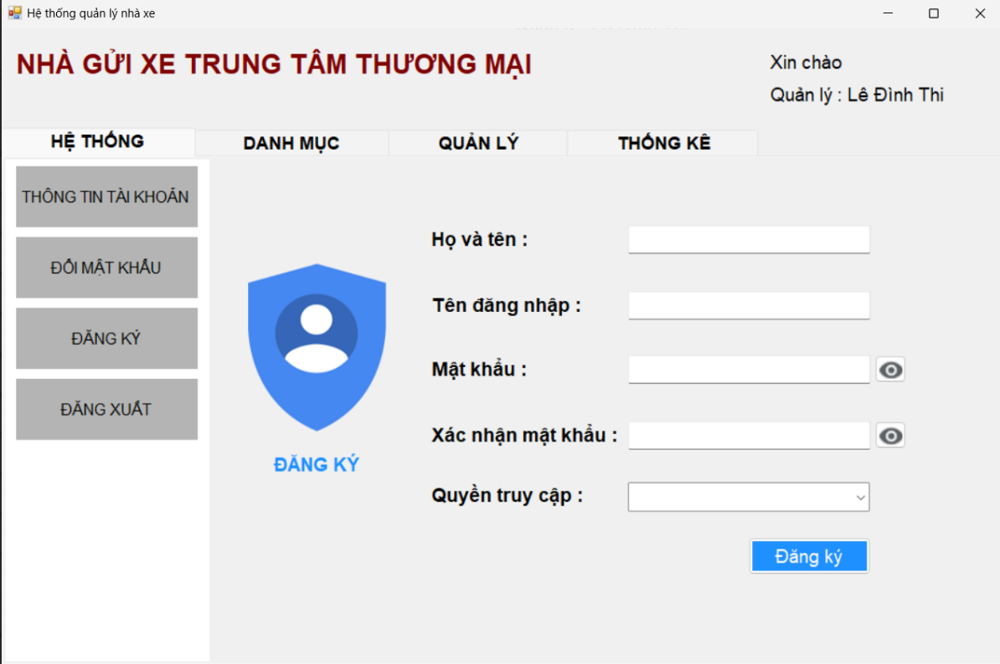 Hệ thống quản lý nhà xe
NHÀ GỬI XE TRUNG TÂM THƯƠNG MẠI
Xin chào
Quản lý : Lê Đình Thi
HỆ THỐNG
DANH MỤC
QUẢN LÝ
THỐNG KÊ
THÔNG TIN TÀI KHOẢN
ĐỔI MẬT KHẨU
ĐĂNG KÝ
ĐĂNG XUẤT
ĐĂNG KÝ
Họ và tên :
Tên đăng nhập :
Mật khẩu :
Xác nhận mật khẩu :
Quyền truy cập :
Đăng ký